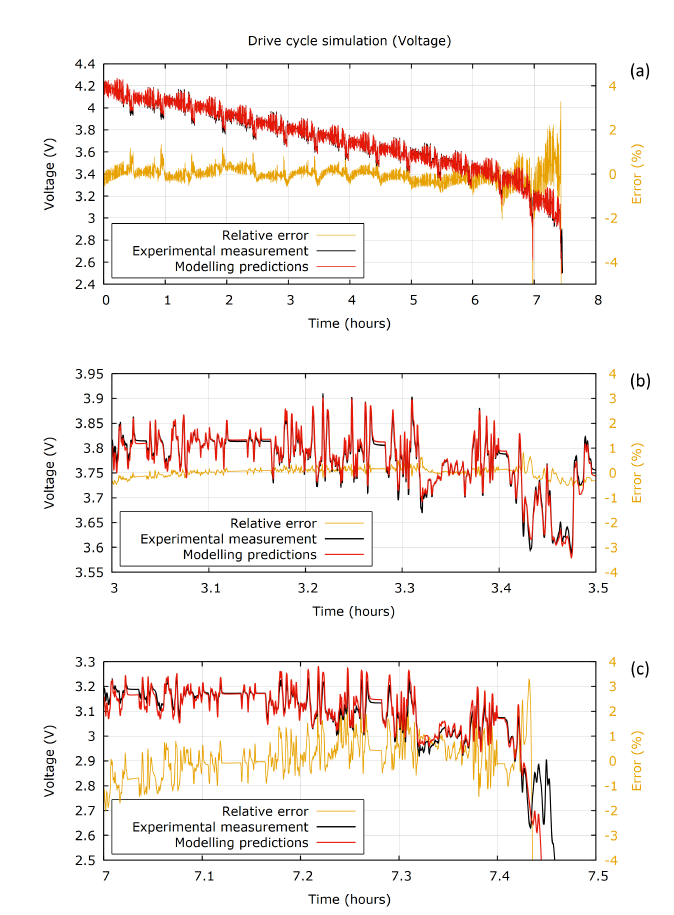 Drive cycle simulation (Voltage)
(a)
4.4
4.2
4
3.8
3.6
3.4
3.2
3
2.8
2.6
2.4
Voltage (V)
4
2
0
-2
-4
Error (%)
Relative error
Experimental measurement
Modelling predictions
0 1 2 3 4 5 6 7 8
Time (hours)
(b)
3.95
3.9
3.85
3.8
3.75
3.7
3.65
3.6
3.55
Voltage (V)
4
3
2
1
0
-1
-2
-3
-4
Error (%)
Relative error
Experimental measurement
Modelling predictions
3 3.1 3.2 3.3 3.4 3.5
Time (hours)
(c)
3.3
3.2
3.1
3
2.9
2.8
2.7
2.6
2.5
Voltage (V)
4
3
2
1
0
-1
-2
-3
-4
Error (%)
Relative error
Experimental measurement
Modelling predictions
7 7.1 7.2 7.3 7.4 7.5
Time (hours)